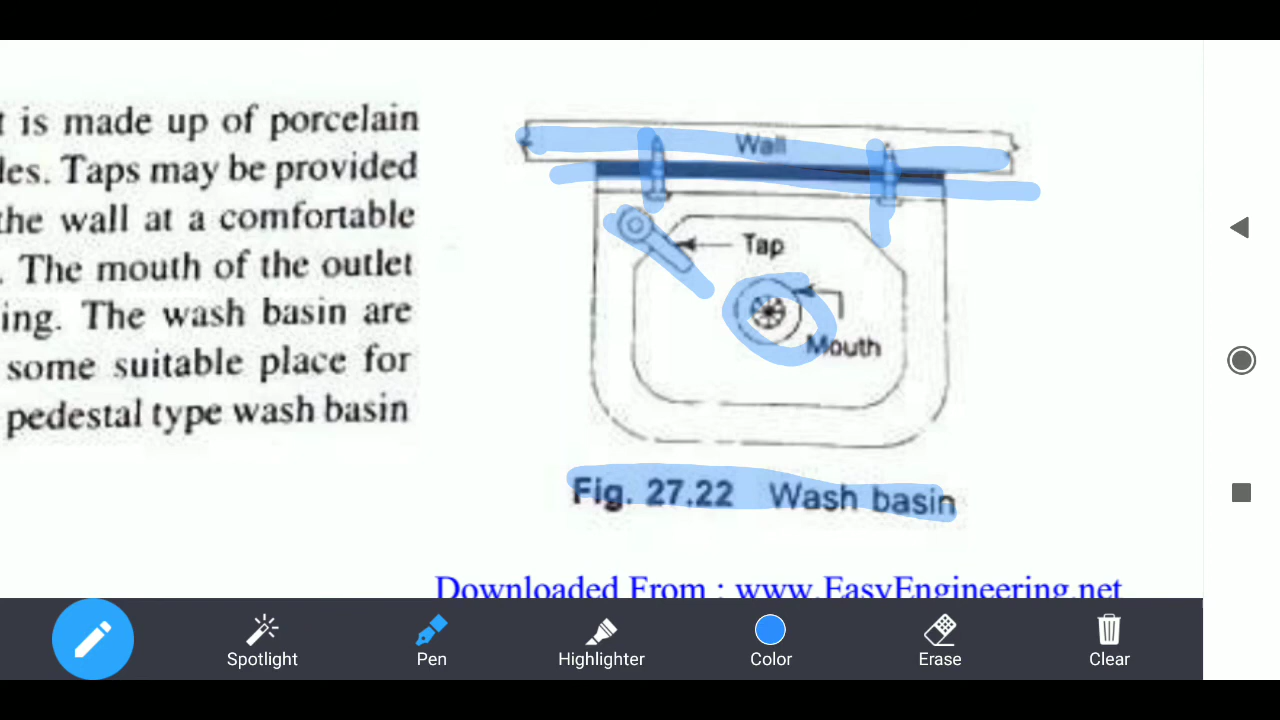 t is made up of porcelain
les. Taps may be provided
the wall at a comfortable
. The mouth of the outlet
ing. The wash basin are
some suitable place for
pedestal type wash basin
Wall
Tap
Mouth
Fig. 27.22 Wash basin
Downloaded From : www.EasyEngineering.net
Spotlight
Pen
Highlighter
Color
Erase
Clear